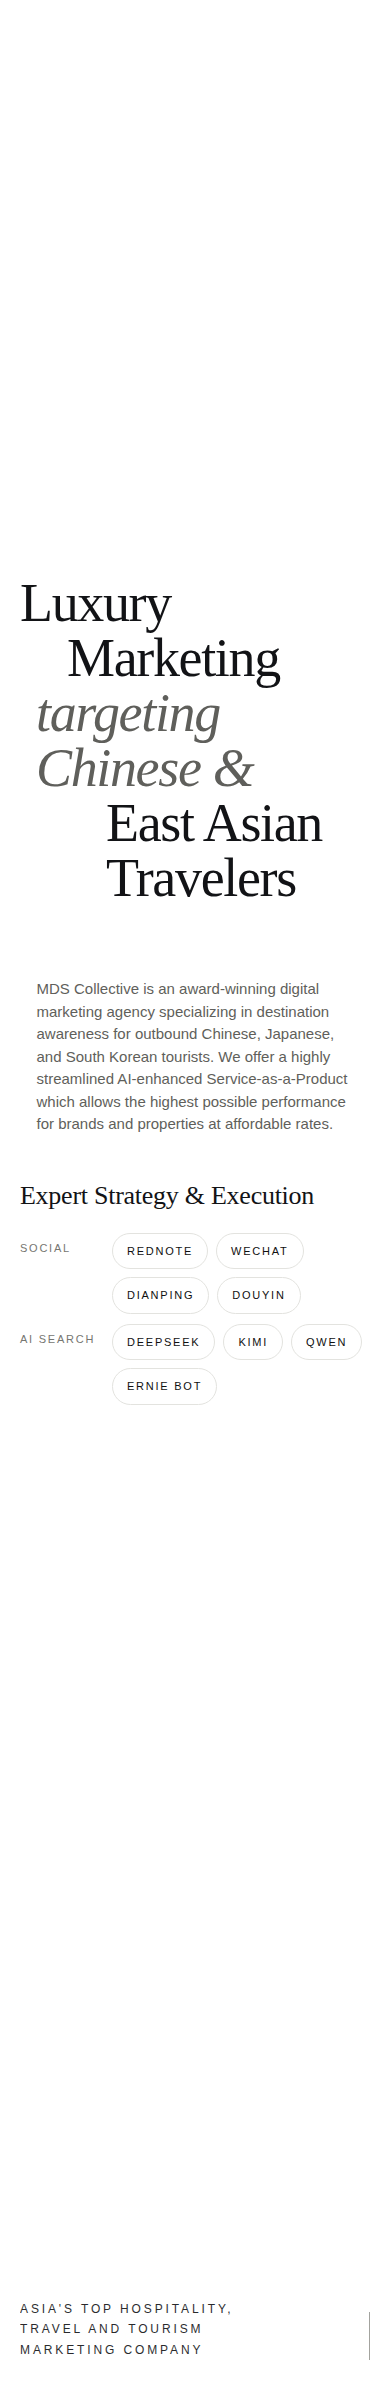 Luxury
Marketing
targeting
Chinese &
East Asian
Travelers
MDS Collective is an award-winning digital
marketing agency specializing in destination
awareness for outbound Chinese, Japanese,
and South Korean tourists. We offer a highly
streamlined AI-enhanced Service-as-a-Product
which allows the highest possible performance
for brands and properties at affordable rates.
Expert Strategy & Execution
SOCIAL
REDNOTE WECHAT
DIANPING DOUYIN
AI SEARCH
DEEPSEEK KIMI QWEN
ERNIE BOT
ASIA'S TOP HOSPITALITY,
TRAVEL AND TOURISM
MARKETING COMPANY